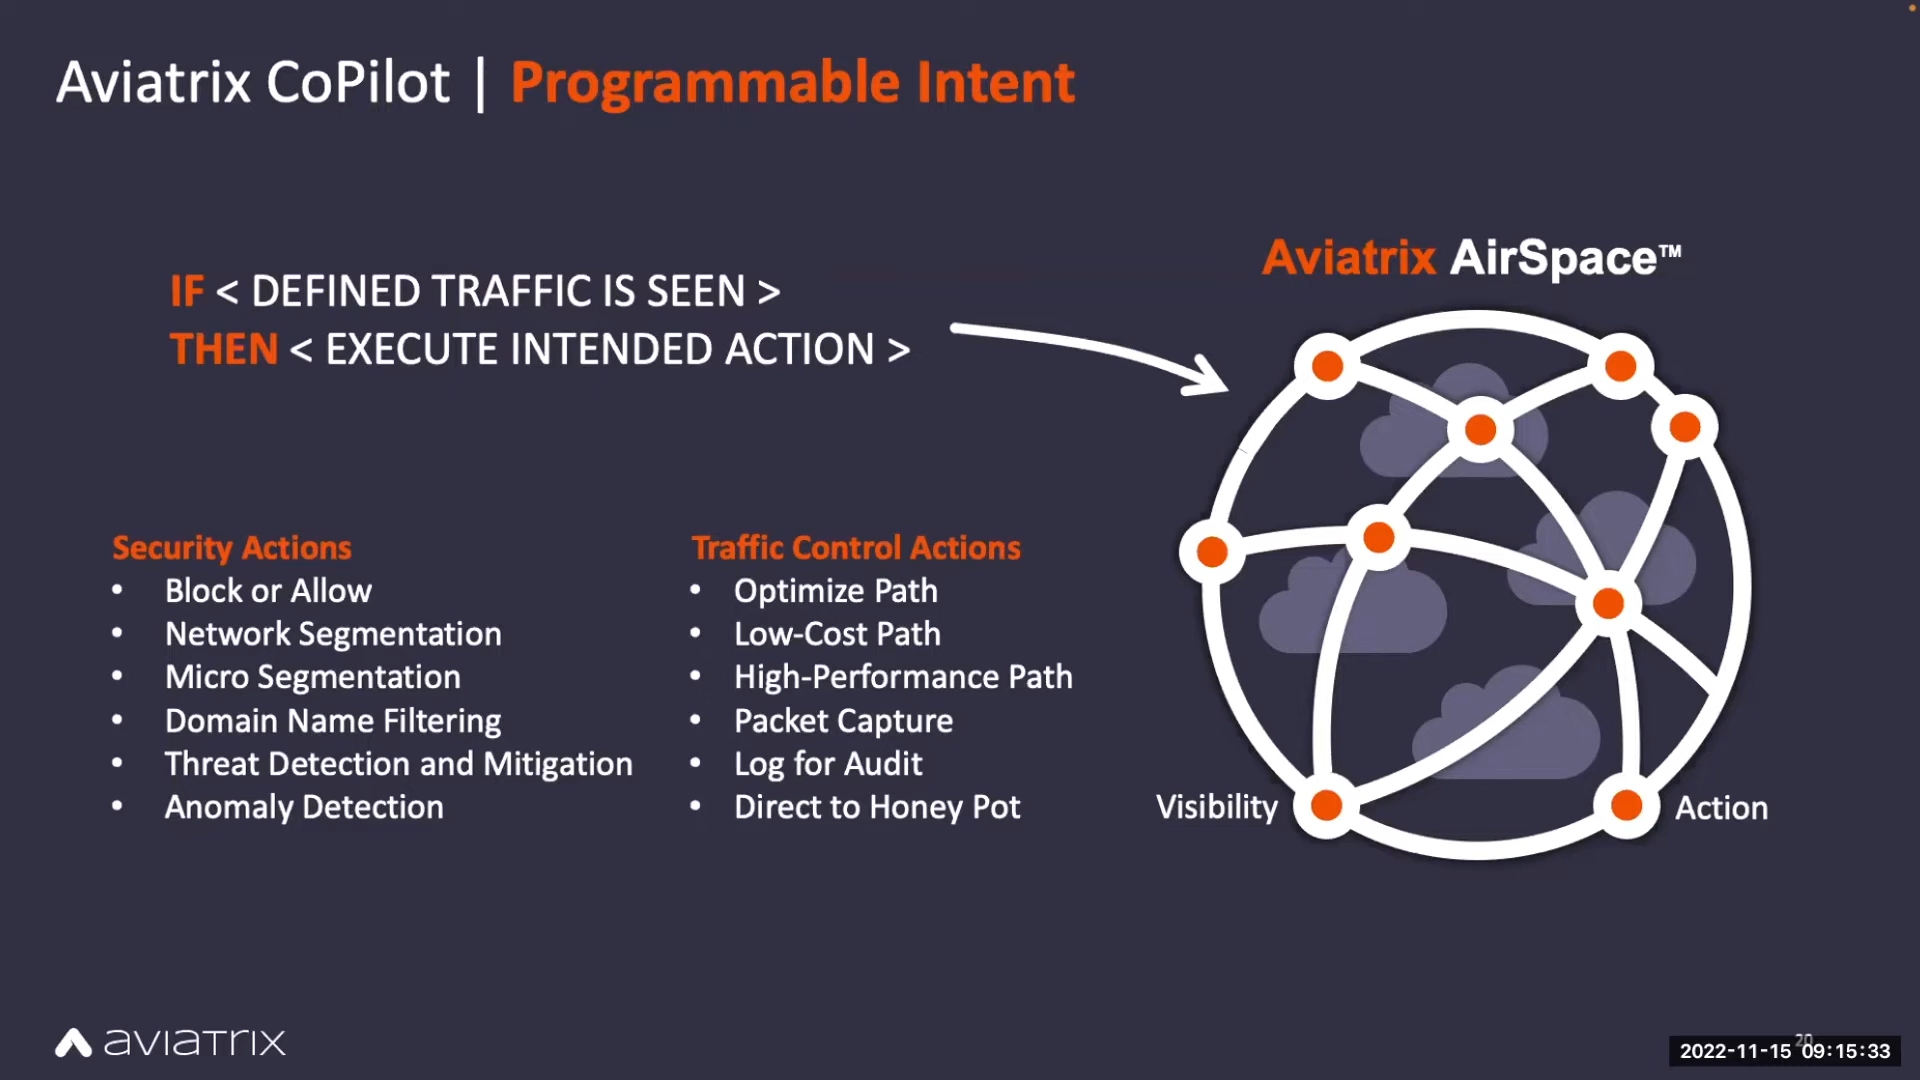 Aviatrix CoPilot | Programmable Intent
IF < DEFINED TRAFFIC IS SEEN >
THEN < EXECUTE INTENDED ACTION >
Aviatrix AirSpace™
Security Actions
• Block or Allow
• Network Segmentation
• Micro Segmentation
• Domain Name Filtering
• Threat Detection and Mitigation
• Anomaly Detection
Traffic Control Actions
• Optimize Path
• Low-Cost Path
• High-Performance Path
• Packet Capture
• Log for Audit
• Direct to Honey Pot
Visibility
Action
aviatrix
20
2022-11-15 09:15:33